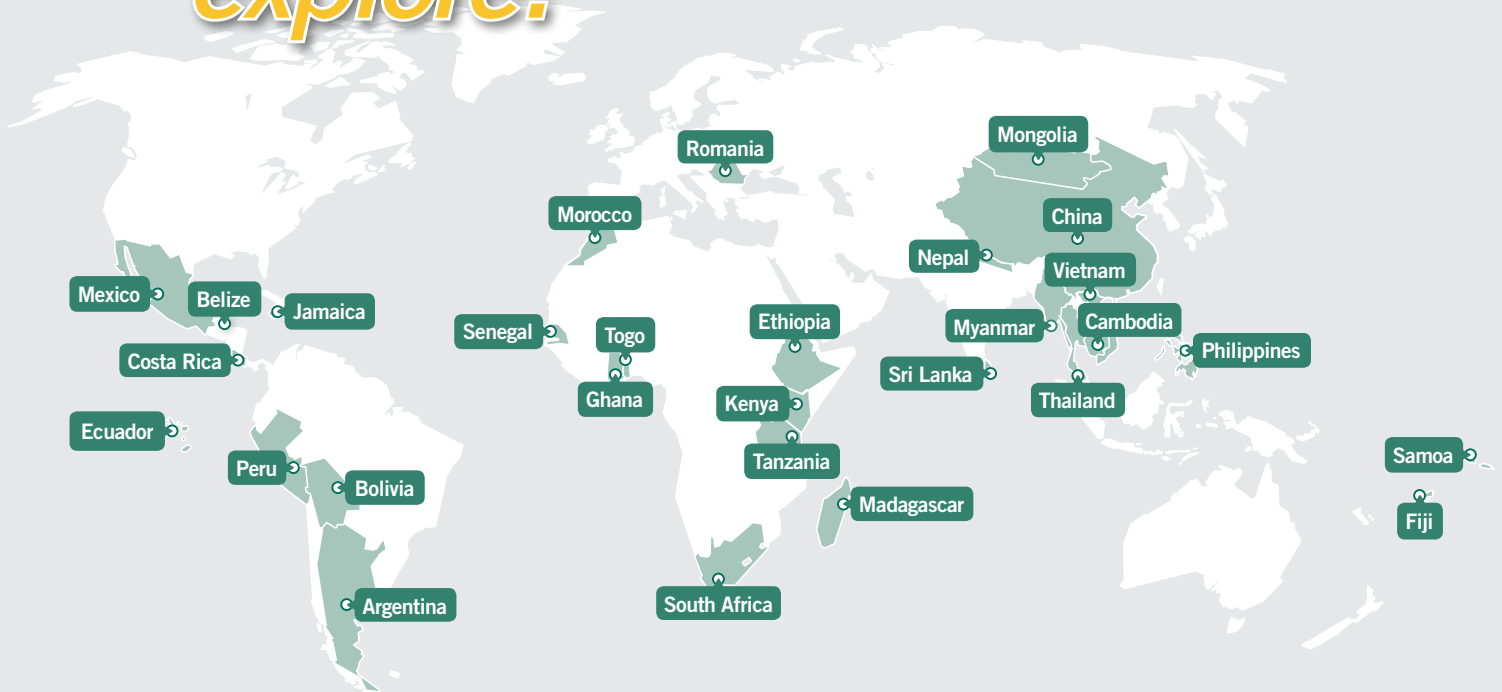 explore!
Mongolia
Romania
Morocco
China
Nepal
Vietnam
Mexico
Belize
Jamaica
Senegal
Togo
Ethiopia
Myanmar
Cambodia
Costa Rica
Philippines
Sri Lanka
Ghana
Kenya
Thailand
Ecuador
Tanzania
Samoa
Peru
Bolivia
Madagascar
Fiji
South Africa
Argentina